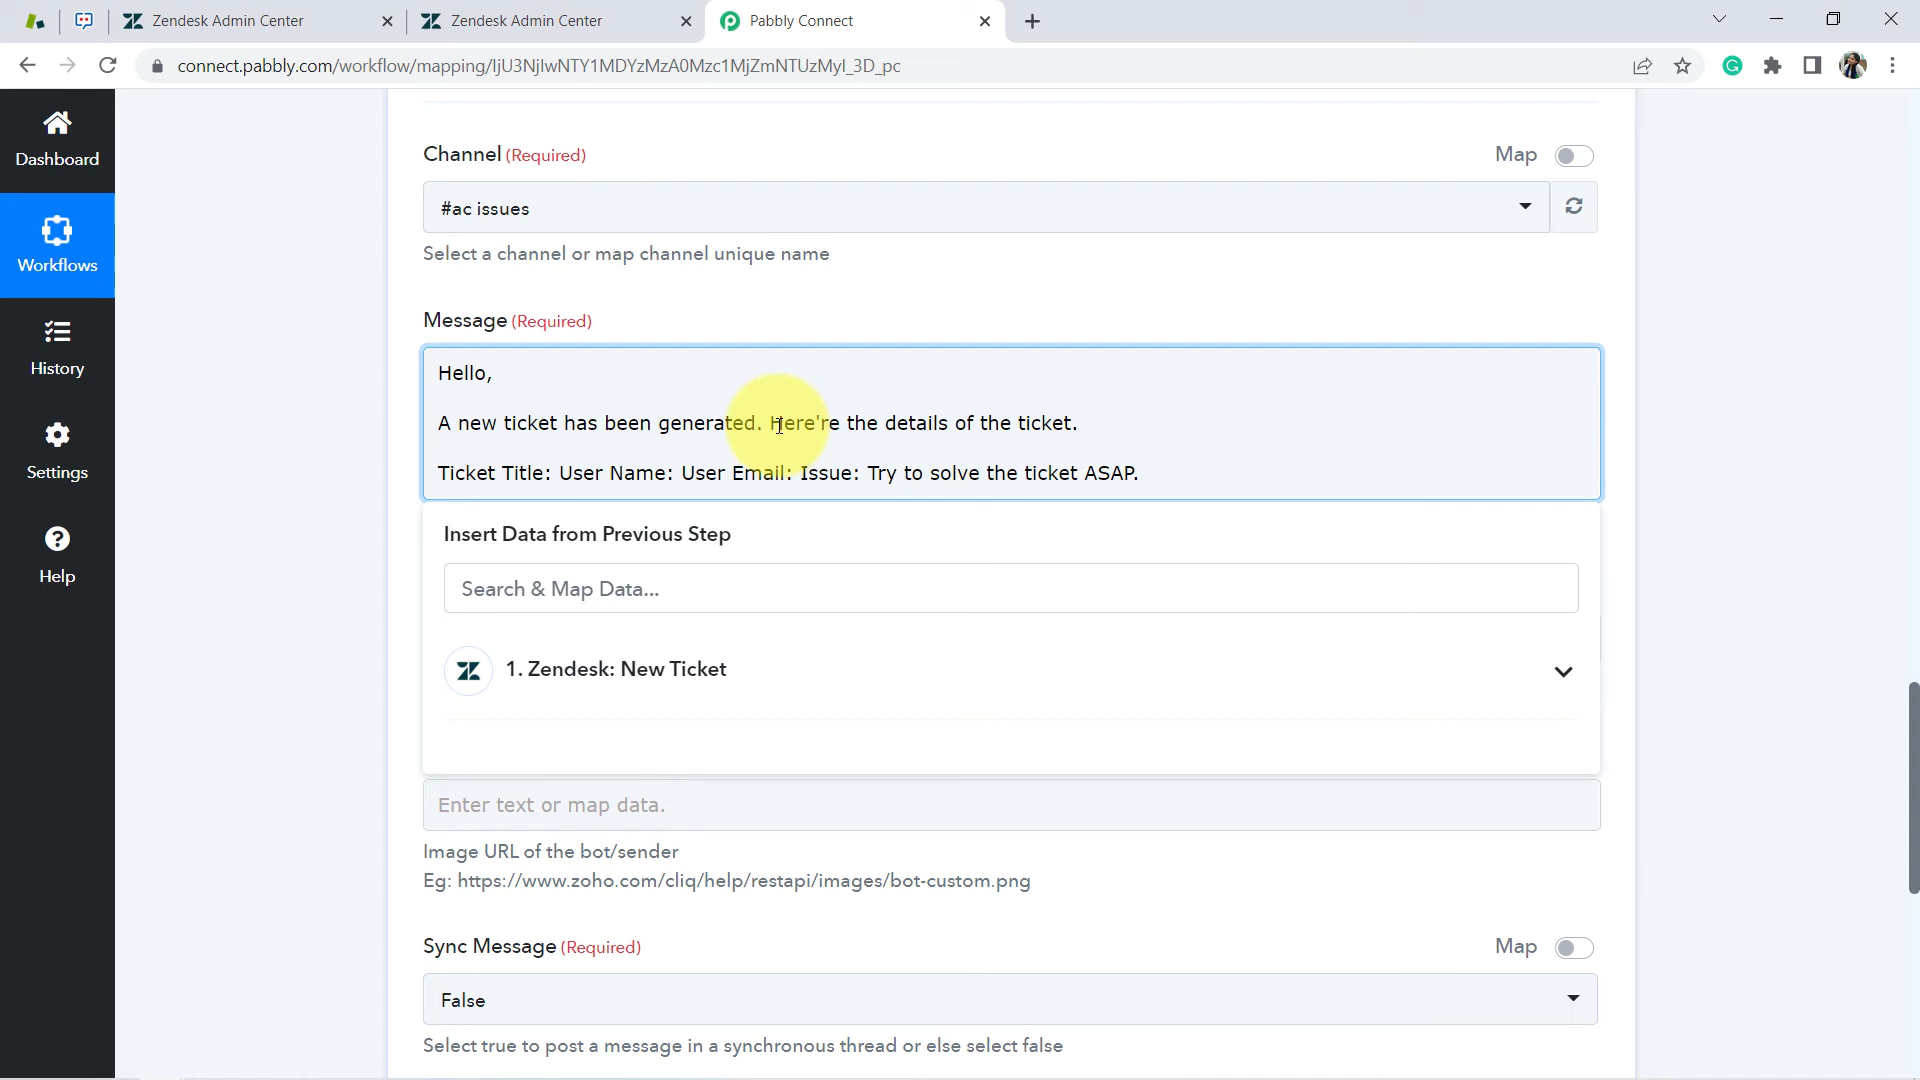 Zendesk Admin Center
Zendesk Admin Center
Pabbly Connect
connect.pabbly.com/workflow/mapping/IjU3NjIwNTY1MDYzMzA0Mzc1MjZmNTUzMyI_3D_pc
Dashboard
Workflows
History
Settings
Help
Channel (Required)
Map
#ac issues
Select a channel or map channel unique name
Message (Required)
Hello,
A new ticket has been generated. Here're the details of the ticket.
Ticket Title: User Name: User Email: Issue: Try to solve the ticket ASAP.
Insert Data from Previous Step
Search & Map Data...
1. Zendesk: New Ticket
Enter text or map data.
Image URL of the bot/sender
Eg: https://www.zoho.com/cliq/help/restapi/images/bot-custom.png
Sync Message (Required)
Map
False
Select true to post a message in a synchronous thread or else select false